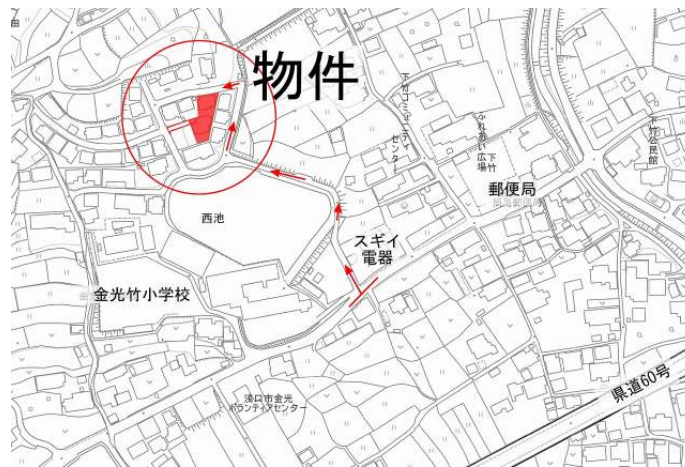 物件
下竹コミュニティ
センター
ふれあい広場
下竹
下竹公民館
郵便局
西池
スギイ
電器
金光竹小学校
県道60号
浅口市金光
ボランティアセンター